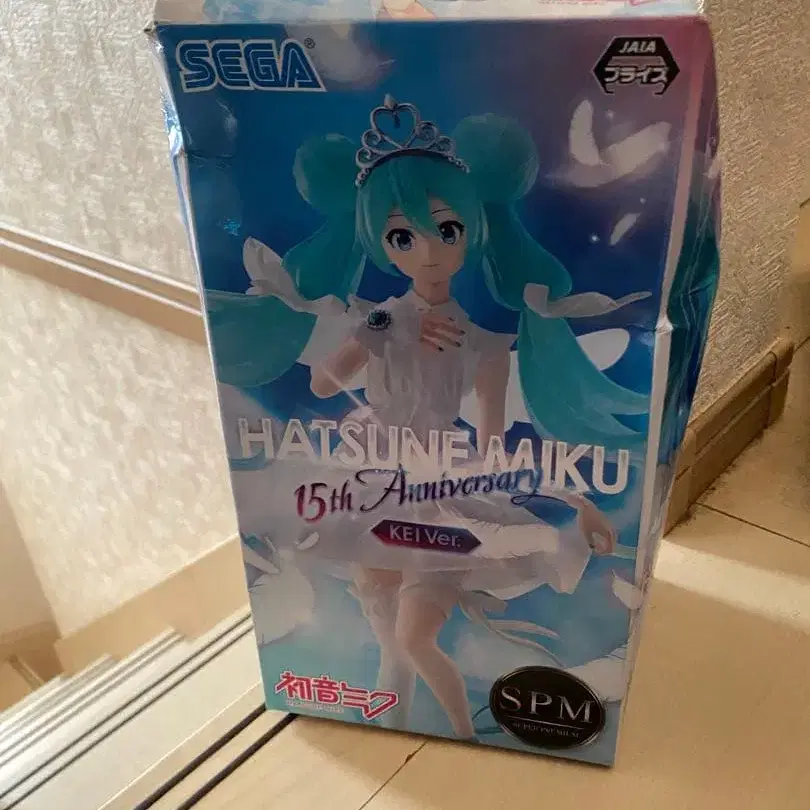 SEGA®
JAIA
プライズ
HATSUNE MIKU
15th Anniversary
KEI Ver.
初音ミク
SPM
SUPER PREMIUM